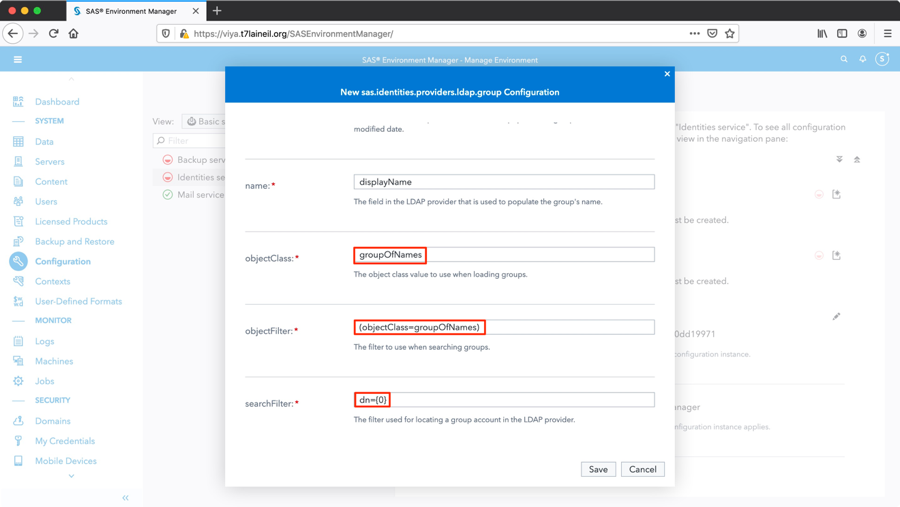 SAS® Environment Manager
https://viya.t7laineil.org/SASEnvironmentManager/
SAS® Environment Manager - Manage Environment
S
New sas.identities.providers.ldap.group Configuration
Dashboard
SYSTEM
Data
Servers
Content
Users
Licensed Products
Backup and Restore
Configuration
Contexts
User-Defined Formats
MONITOR
Logs
Machines
Jobs
SECURITY
Domains
My Credentials
Mobile Devices
View: Basic s
Filter
Backup serv
Identities se
Mail service
modified date.
name:* displayName
The field in the LDAP provider that is used to populate the group's name.
objectClass:* groupOfNames
The object class value to use when loading groups.
objectFilter:* (objectClass=groupOfNames)
The filter to use when searching groups.
searchFilter:* dn={0}
The filter used for locating a group account in the LDAP provider.
Save Cancel
"Identities service". To see all configuration
view in the navigation pane:
st be created.
st be created.
0dd19971
configuration instance.
anager
nfiguration instance applies.